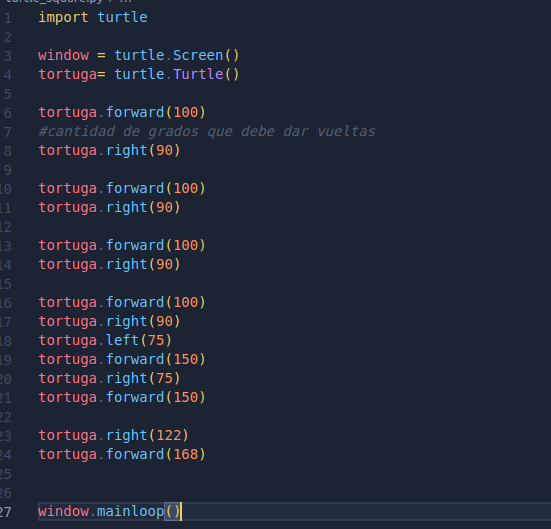 turtle_square.py > ...
1 import turtle
2
3 window = turtle.Screen()
4 tortuga= turtle.Turtle()
5
6 tortuga.forward(100)
7 #cantidad de grados que debe dar vueltas
8 tortuga.right(90)
9
10 tortuga.forward(100)
11 tortuga.right(90)
12
13 tortuga.forward(100)
14 tortuga.right(90)
15
16 tortuga.forward(100)
17 tortuga.right(90)
18 tortuga.left(75)
19 tortuga.forward(150)
20 tortuga.right(75)
21 tortuga.forward(150)
22
23 tortuga.right(122)
24 tortuga.forward(168)
25
26
27 window.mainloop()